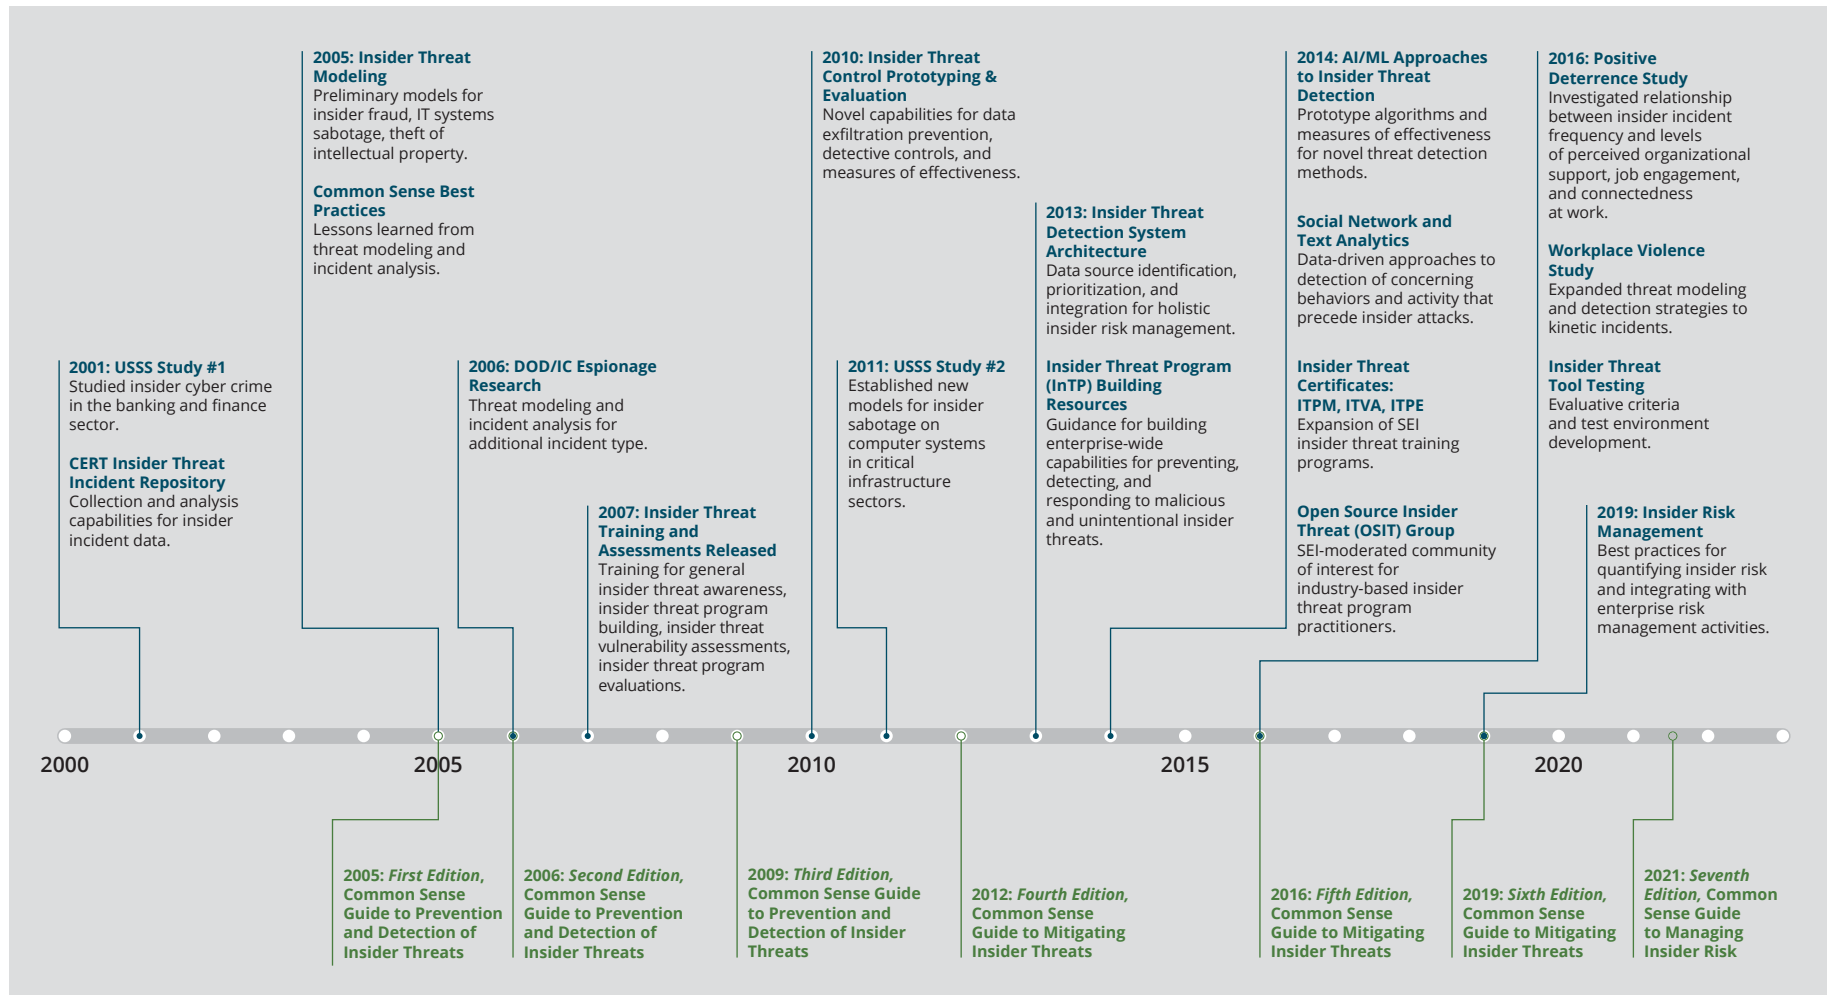 2005: Insider Threat
Modeling
Preliminary models for
insider fraud, IT systems
sabotage, theft of
intellectual property.
Common Sense Best
Practices
Lessons learned from
threat modeling and
incident analysis.
2010: Insider Threat
Control Prototyping &
Evaluation
Novel capabilities for data
exfiltration prevention,
detective controls, and
measures of effectiveness.
2014: AI/ML Approaches
to Insider Threat
Detection
Prototype algorithms and
measures of effectiveness
for novel threat detection
methods.
Social Network and
Text Analytics
Data-driven approaches to
detection of concerning
behaviors and activity that
precede insider attacks.
Insider Threat
Certificates:
ITPM, ITVA, ITPE
Expansion of SEI
insider threat training
programs.
Open Source Insider
Threat (OSIT) Group
SEI-moderated community
of interest for
industry-based insider
threat program
practitioners.
2016: Positive
Deterrence Study
Investigated relationship
between insider incident
frequency and levels
of perceived organizational
support, job engagement,
and connectedness
at work.
Workplace Violence
Study
Expanded threat modeling
and detection strategies to
kinetic incidents.
Insider Threat
Tool Testing
Evaluative criteria
and test environment
development.
2013: Insider Threat
Detection System
Architecture
Data source identification,
prioritization, and
integration for holistic
insider risk management.
Insider Threat Program
(InTP) Building
Resources
Guidance for building
enterprise-wide
capabilities for preventing,
detecting, and
responding to malicious
and unintentional insider
threats.
2001: USSS Study #1
Studied insider cyber crime
in the banking and finance
sector.
CERT Insider Threat
Incident Repository
Collection and analysis
capabilities for insider
incident data.
2006: DOD/IC Espionage
Research
Threat modeling and
incident analysis for
additional incident type.
2011: USSS Study #2
Established new
models for insider
sabotage on
computer systems
in critical
infrastructure
sectors.
2007: Insider Threat
Training and
Assessments Released
Training for general
insider threat awareness,
insider threat program
building, insider threat
vulnerability assessments,
insider threat program
evaluations.
2019: Insider Risk
Management
Best practices for
quantifying insider risk
and integrating with
enterprise risk
management activities.
2000
2005
2010
2015
2020
2005: First Edition,
Common Sense
Guide to Prevention
and Detection of
Insider Threats
2006: Second Edition,
Common Sense
Guide to Prevention
and Detection of
Insider Threats
2009: Third Edition,
Common Sense Guide
to Prevention and
Detection of Insider
Threats
2012: Fourth Edition,
Common Sense
Guide to Mitigating
Insider Threats
2016: Fifth Edition,
Common Sense
Guide to Mitigating
Insider Threats
2019: Sixth Edition,
Common Sense
Guide to Mitigating
Insider Threats
2021: Seventh
Edition, Common
Sense Guide
to Managing
Insider Risk